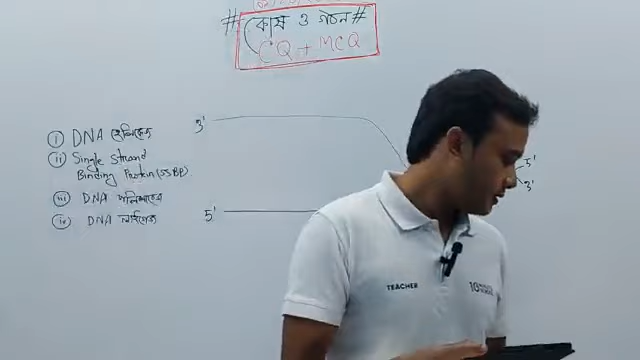 # কোষ ও গঠন #
CQ + MCQ
i DNA হেলিকেজ
ii Single Strand
Binding Protein (SSBP)
iii DNA পলিমারেজ
iv DNA লাইগেজ
3'
5'
5'
3'
TEACHER
10